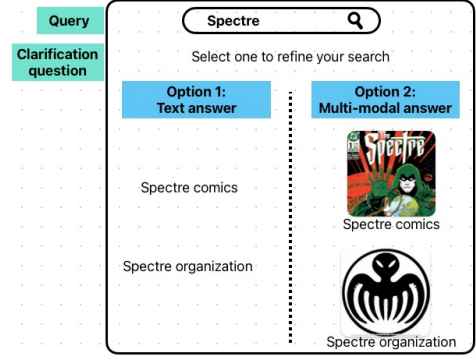 Query
Spectre
Clarification
question
Select one to refine your search
Option 1:
Text answer
Option 2:
Multi-modal answer
Spectre comics
The
Spectre
Spectre comics
Spectre organization
Spectre organization